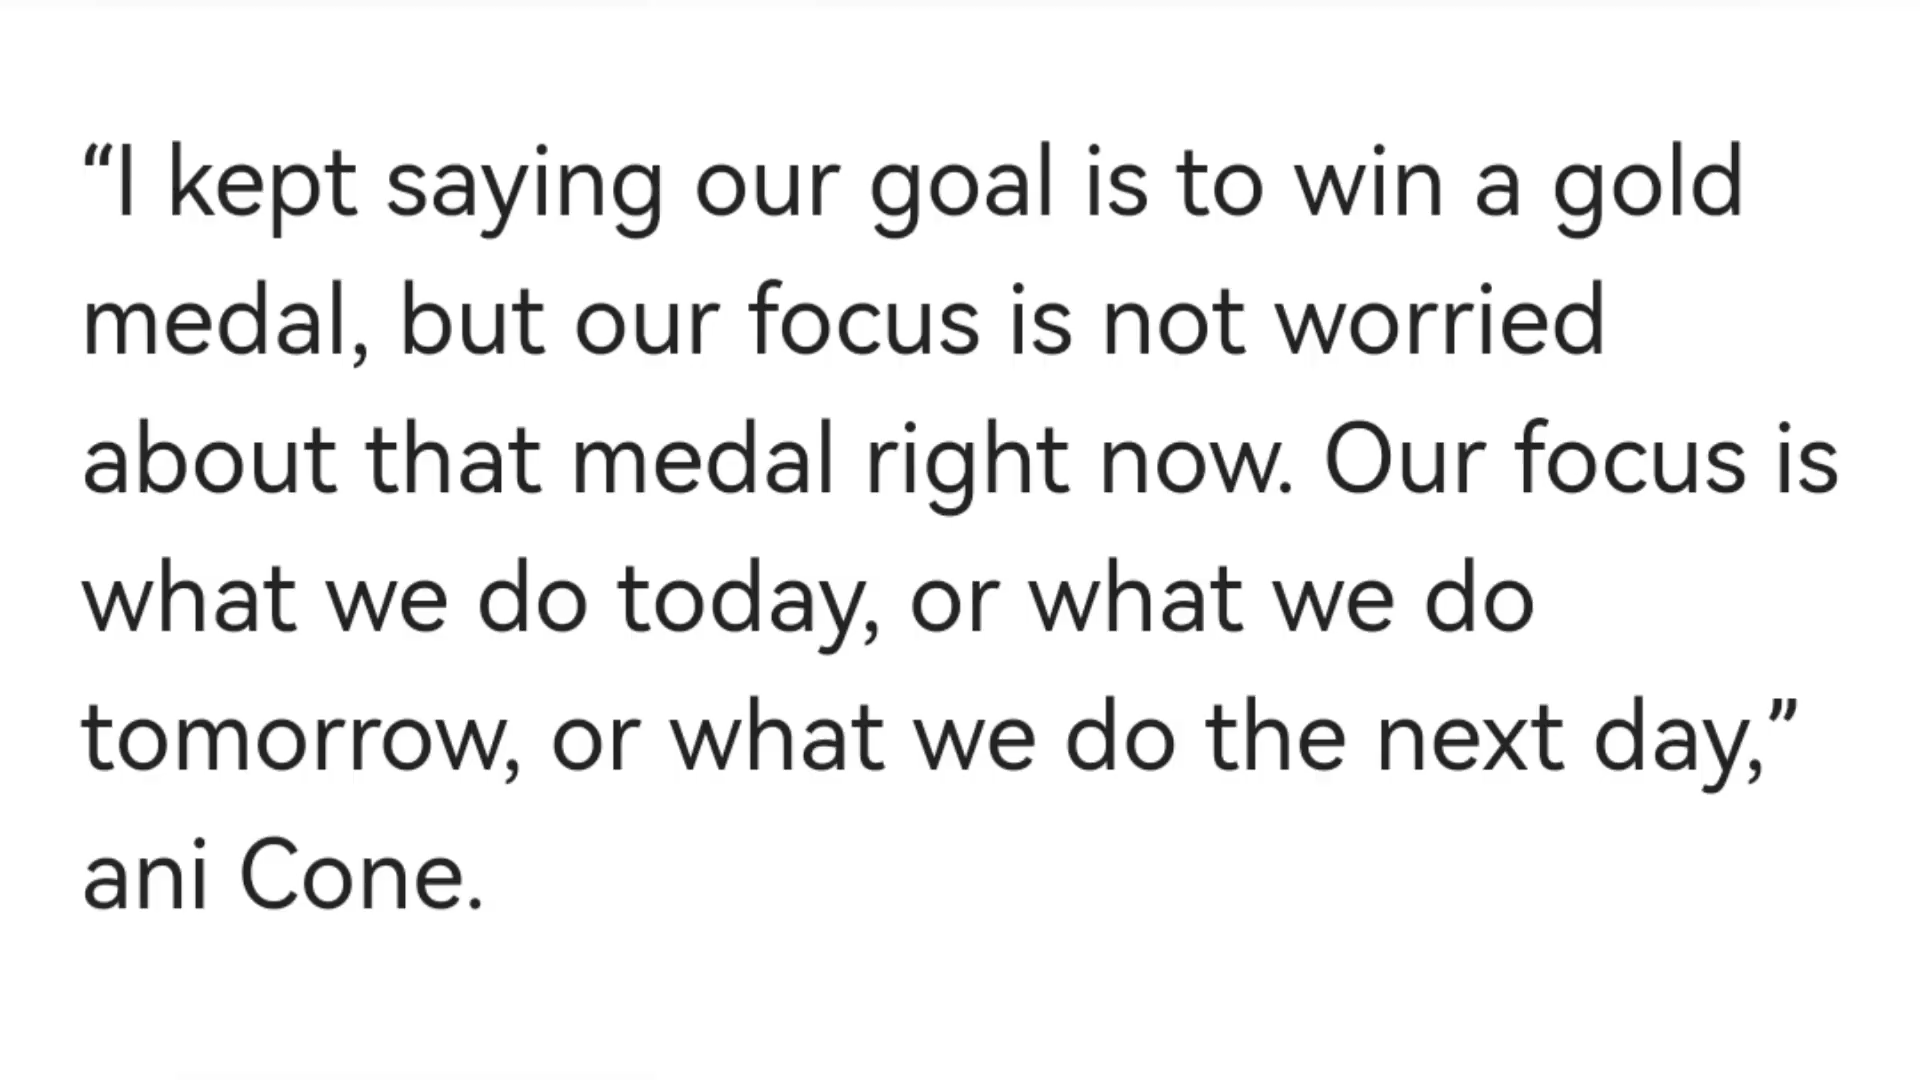 “I kept saying our goal is to win a gold
medal, but our focus is not worried
about that medal right now. Our focus is
what we do today, or what we do
tomorrow, or what we do the next day,”
ani Cone.